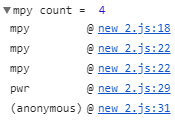 ▼mpy count = 4
mpy @ new 2.js:18
mpy @ new 2.js:22
mpy @ new 2.js:22
pwr @ new 2.js:29
(anonymous) @ new 2.js:31